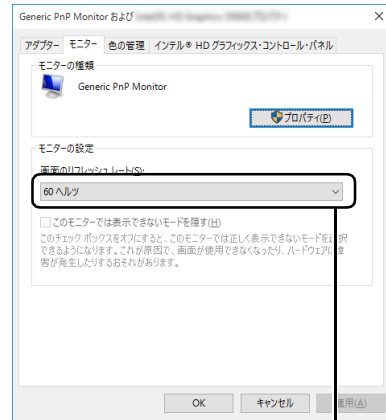 Generic PnP Monitor および
アダプター モニター 色の管理 インテル® HD グラフィックス・コントロール・パネル
モニターの種類
Generic PnP Monitor
プロパティ(P)
モニターの設定
画面のリフレッシュ レート(S):
60 ヘルツ
このモニターでは表示できないモードを隠す(H)
このチェック ボックスをオフにすると、このモニターでは正しく表示できないモードを 択
できるようになります。これが原因で、画面が使用できなくなったり、ハードウェアに 
害が発生したりするおそれがあります。
OK キャンセル 適用(A)